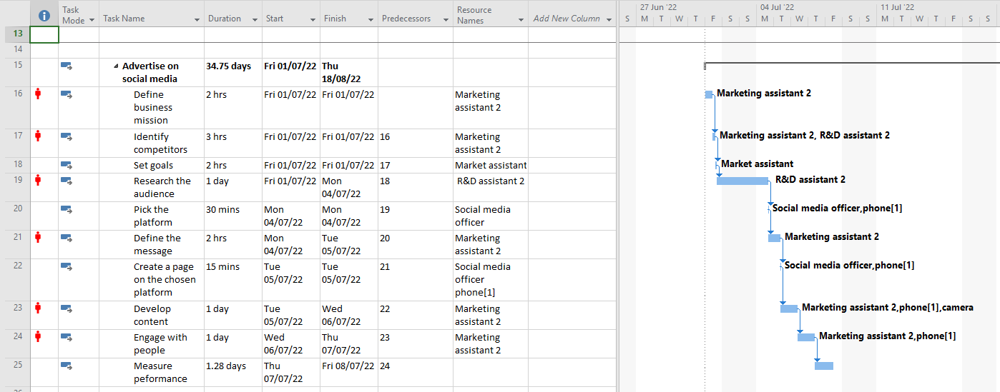 Task Mode Task Name Duration Start Finish Predecessors Resource Names Add New Column
27 Jun '22 04 Jul '22 11 Jul '22
S M T W T F S S M T W T F S S M T W T F S S
13
14
15 Advertise on social media 34.75 days Fri 01/07/22 Thu 18/08/22
16 Define business mission 2 hrs Fri 01/07/22 Fri 01/07/22 Marketing assistant 2
Marketing assistant 2
17 Identify competitors 3 hrs Fri 01/07/22 Fri 01/07/22 16 Marketing assistant 2
Marketing assistant 2, R&D assistant 2
18 Set goals 2 hrs Fri 01/07/22 Fri 01/07/22 17 Market assistant
Market assistant
19 Research the audience 1 day Fri 01/07/22 Mon 04/07/22 18 R&D assistant 2
R&D assistant 2
20 Pick the platform 30 mins Mon 04/07/22 Mon 04/07/22 19 Social media officer
Social media officer,phone[1]
21 Define the message 2 hrs Mon 04/07/22 Tue 05/07/22 20 Marketing assistant 2
Marketing assistant 2
22 Create a page on the chosen platform 15 mins Tue 05/07/22 Tue 05/07/22 21 Social media officer phone[1]
Social media officer,phone[1]
23 Develop content 1 day Tue 05/07/22 Wed 06/07/22 22 Marketing assistant 2
Marketing assistant 2,phone[1],camera
24 Engage with people 1 day Wed 06/07/22 Thu 07/07/22 23 Marketing assistant 2
Marketing assistant 2,phone[1]
25 Measure peformance 1.28 days Thu 07/07/22 Fri 08/07/22 24